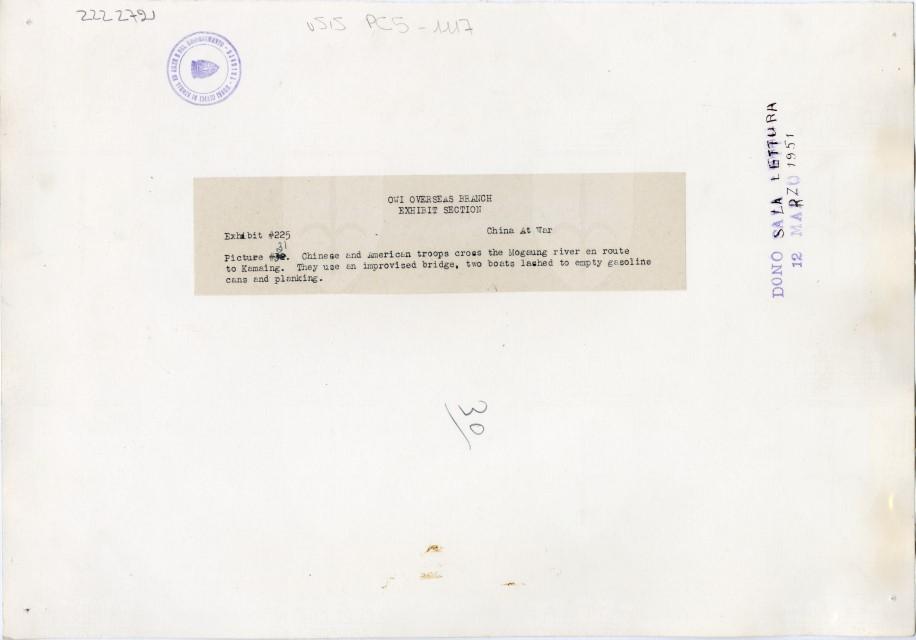 2222721
USIS PC5-1117
OWI OVERSEAS BRANCH
EXHIBIT SECTION
Exhibit #225
China At War
31
Picture #
Chinese and American troops cross the Mogaung river en route
to Kamaing. They use an improvised bridge, two boats lashed to empty gasoline
cans and planking.
DONO SALA LETTURA
12 MARZO 1951
30/